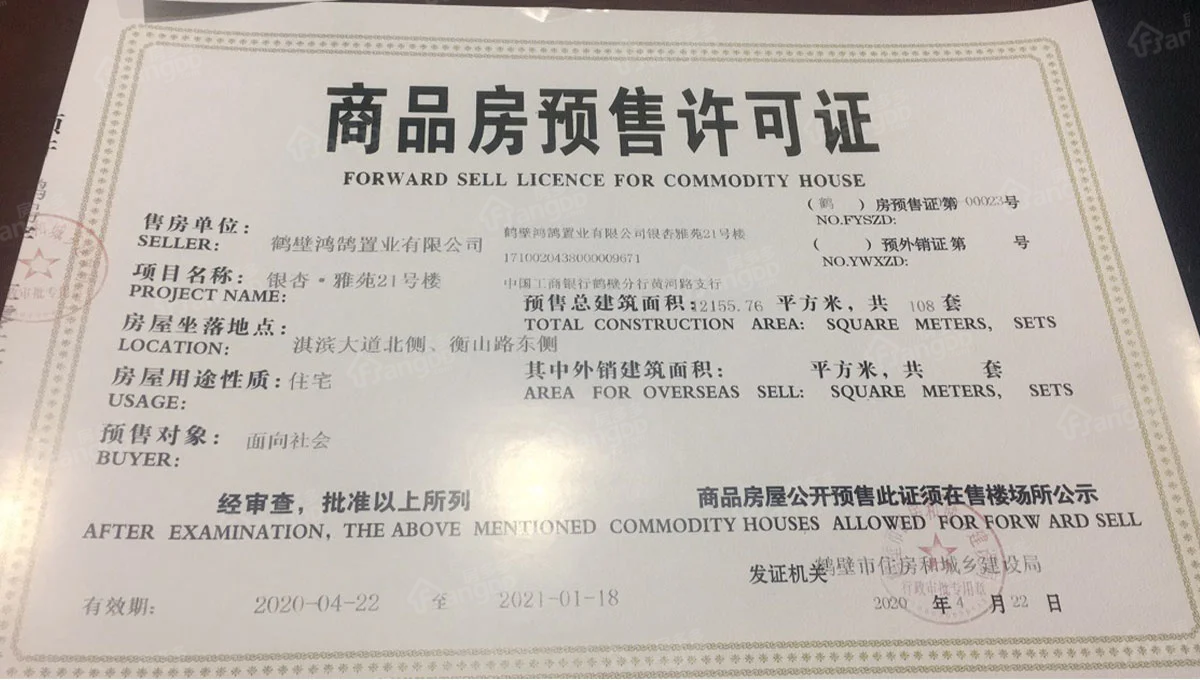 商品房预售许可证
FORWARD SELL LICENCE FOR COMMODITY HOUSE
（鹤　）房预售证第 -00023号
NO.FYSZD:
（　）预外销证第　号
NO.YWXZD:
售房单位：鹤壁鸿鹄置业有限公司
SELLER:
鹤壁鸿鹄置业有限公司银杏雅苑21号楼
1710020438000009671
中国工商银行鹤壁分行黄河路支行
项目名称：银杏·雅苑21号楼
PROJECT NAME:
预售总建筑面积：12155.76 平方米，共 108 套
TOTAL CONSTRUCTION AREA: SQUARE METERS, SETS
房屋坐落地点：淇滨大道北侧、衡山路东侧
LOCATION:
其中外销建筑面积：　平方米，共　套
AREA FOR OVERSEAS SELL: SQUARE METERS, SETS
房屋用途性质：住宅
USAGE:
预售对象：面向社会
BUYER:
经审查，批准以上所列　商品房屋公开预售此证须在售楼场所公示
AFTER EXAMINATION, THE ABOVE MENTIONED COMMODITY HOUSES ALLOWED FOR FORW ARD SELL
发证机关 鹤壁市住房和城乡建设局
行政审批专用章
有效期： 2020-04-22 至 2021-01-18
2020 年 4 月 22 日